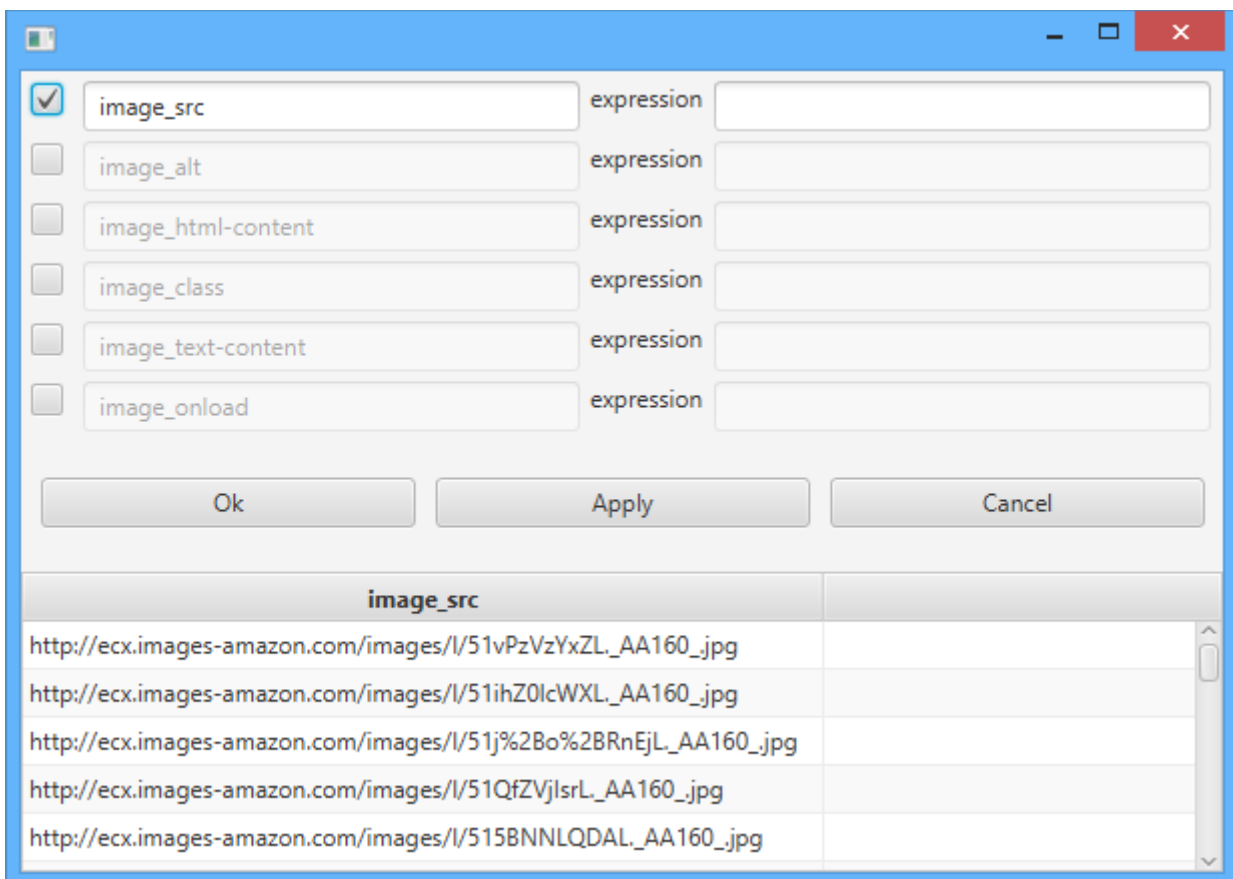 image_src expression
image_alt expression
image_html-content expression
image_class expression
image_text-content expression
image_onload expression
Ok Apply Cancel
image_src
http://ecx.images-amazon.com/images/I/51vPzVzYxZL._AA160_.jpg
http://ecx.images-amazon.com/images/I/51ihZ0IcWXL._AA160_.jpg
http://ecx.images-amazon.com/images/I/51j%2Bo%2BRnEjL._AA160_.jpg
http://ecx.images-amazon.com/images/I/51QfZVjIsrL._AA160_.jpg
http://ecx.images-amazon.com/images/I/515BNNLQDAL._AA160_.jpg